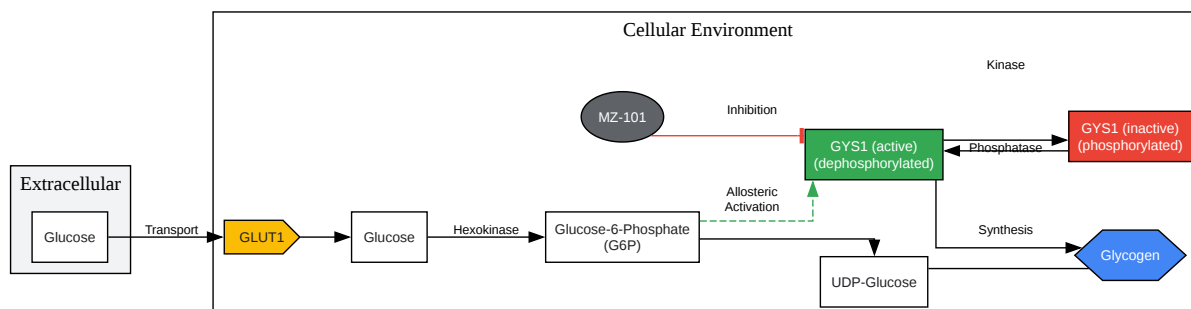 Cellular Environment
Kinase
MZ-101
Inhibition
GYS1 (active)
(dephosphorylated)
Phosphatase
GYS1 (inactive)
(phosphorylated)
Extracellular
Glucose
Transport
GLUT1
Glucose
Hexokinase
Glucose-6-Phosphate
(G6P)
Allosteric
Activation
Synthesis
UDP-Glucose
Glycogen